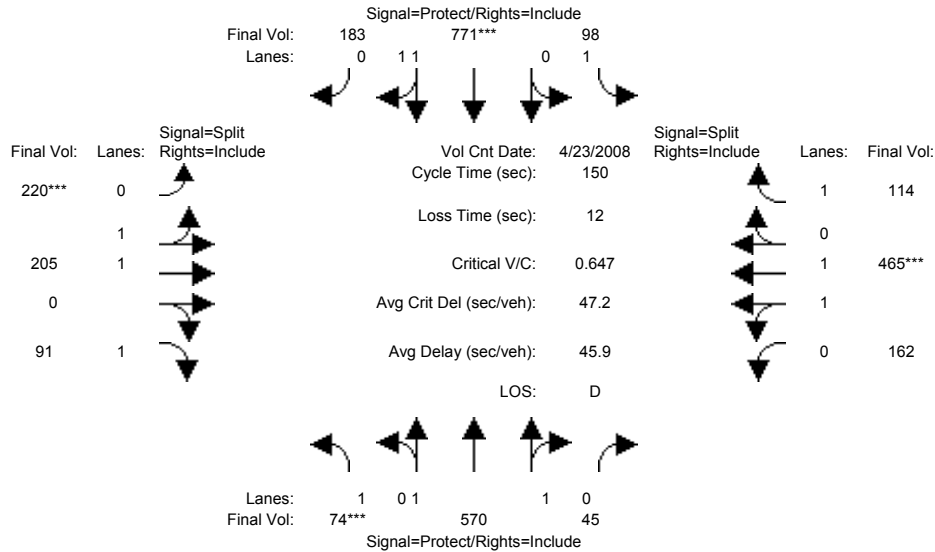 Signal=Protect/Rights=Include
Final Vol: 183 771*** 98
Lanes: 0 1 1 0 1
Signal=Split
Final Vol: Lanes: Rights=Include
Vol Cnt Date: 4/23/2008
Signal=Split
Rights=Include Lanes: Final Vol:
Cycle Time (sec): 150
220*** 0
1 114
Loss Time (sec): 12
1
0
205 1
Critical V/C: 0.647
1 465***
0
Avg Crit Del (sec/veh): 47.2
1
91 1
Avg Delay (sec/veh): 45.9
0 162
LOS: D
Lanes: 1 0 1 1 0
Final Vol: 74*** 570 45
Signal=Protect/Rights=Include